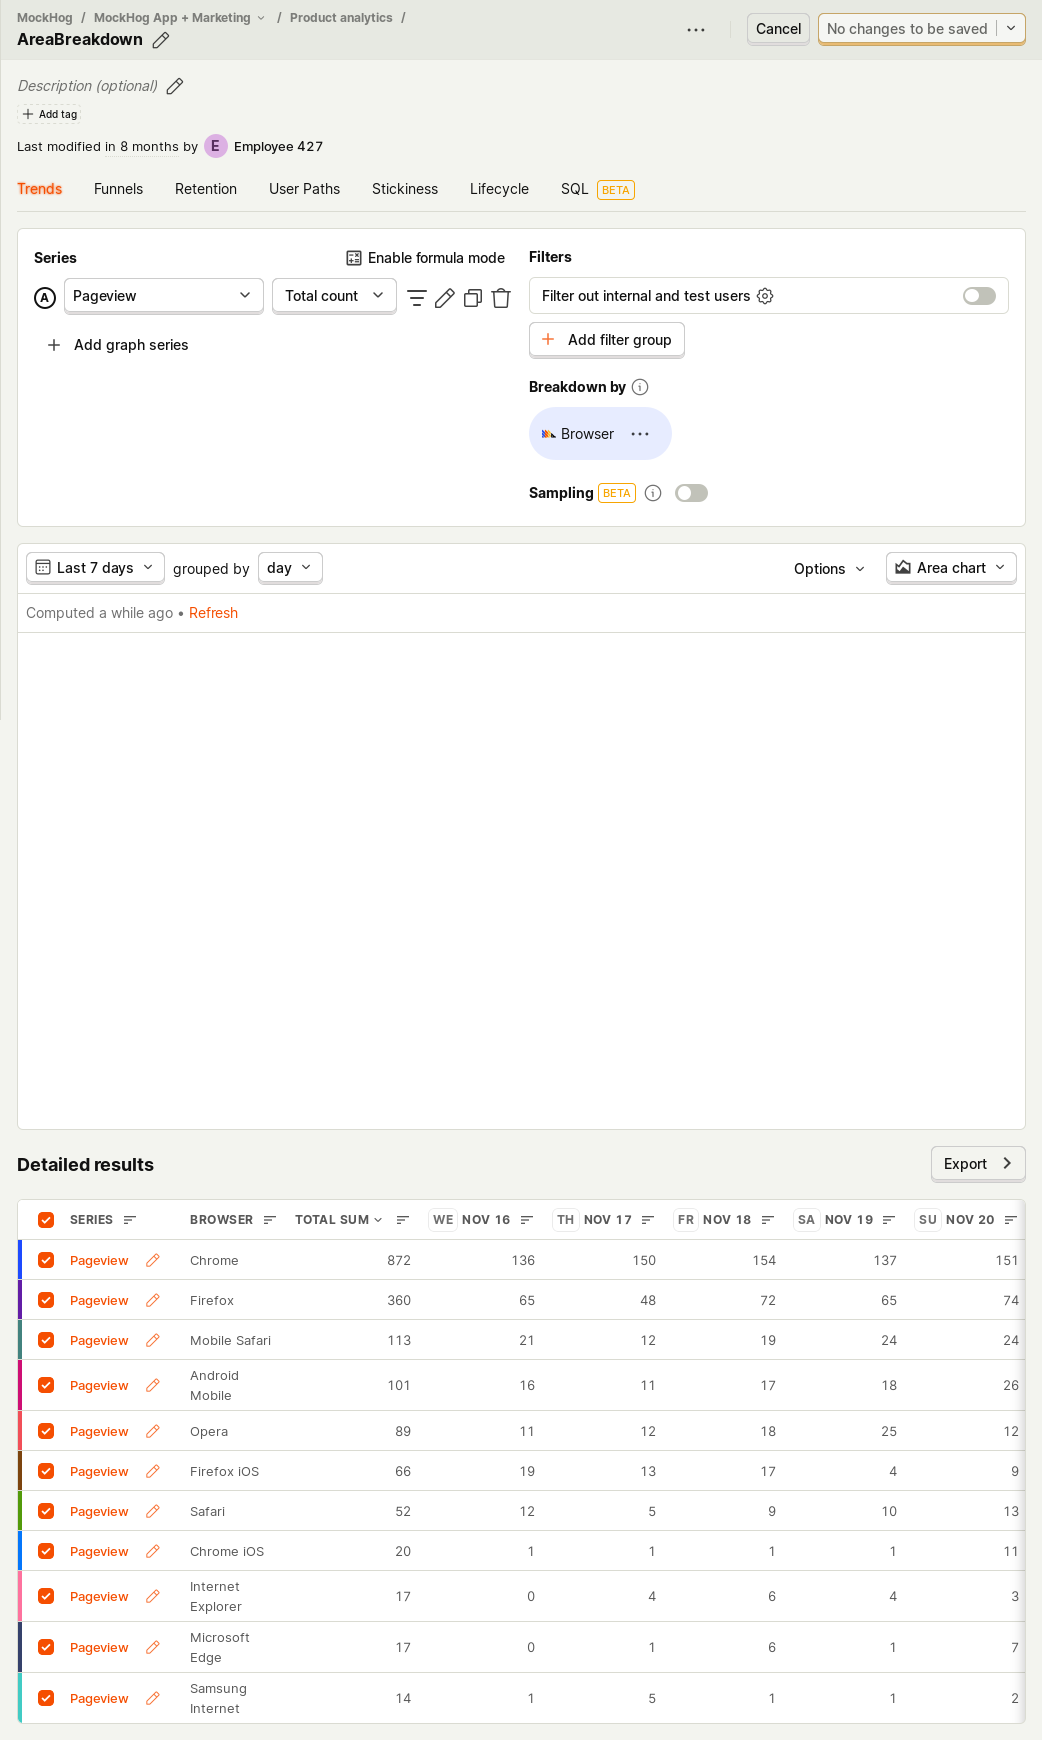 MockHog / MockHog App + Marketing / Product analytics /
AreaBreakdown
Cancel
No changes to be saved
Description (optional)
Add tag
Last modified in 8 months by E Employee 427
Trends Funnels Retention User Paths Stickiness Lifecycle SQL BETA
Series
Enable formula mode
A Pageview Total count
Add graph series
Filters
Filter out internal and test users
Add filter group
Breakdown by
Browser
Sampling BETA
Last 7 days grouped by day
Options
Area chart
Computed a while ago • Refresh
Detailed results
Export
SERIES BROWSER TOTAL SUM WE NOV 16 TH NOV 17 FR NOV 18 SA NOV 19 SU NOV 20
Pageview Chrome 872 136 150 154 137 151
Pageview Firefox 360 65 48 72 65 74
Pageview Mobile Safari 113 21 12 19 24 24
Pageview Android
Mobile 101 16 11 17 18 26
Pageview Opera 89 11 12 18 25 12
Pageview Firefox iOS 66 19 13 17 4 9
Pageview Safari 52 12 5 9 10 13
Pageview Chrome iOS 20 1 1 1 1 11
Pageview Internet
Explorer 17 0 4 6 4 3
Pageview Microsoft
Edge 17 0 1 6 1 7
Pageview Samsung
Internet 14 1 5 1 1 2